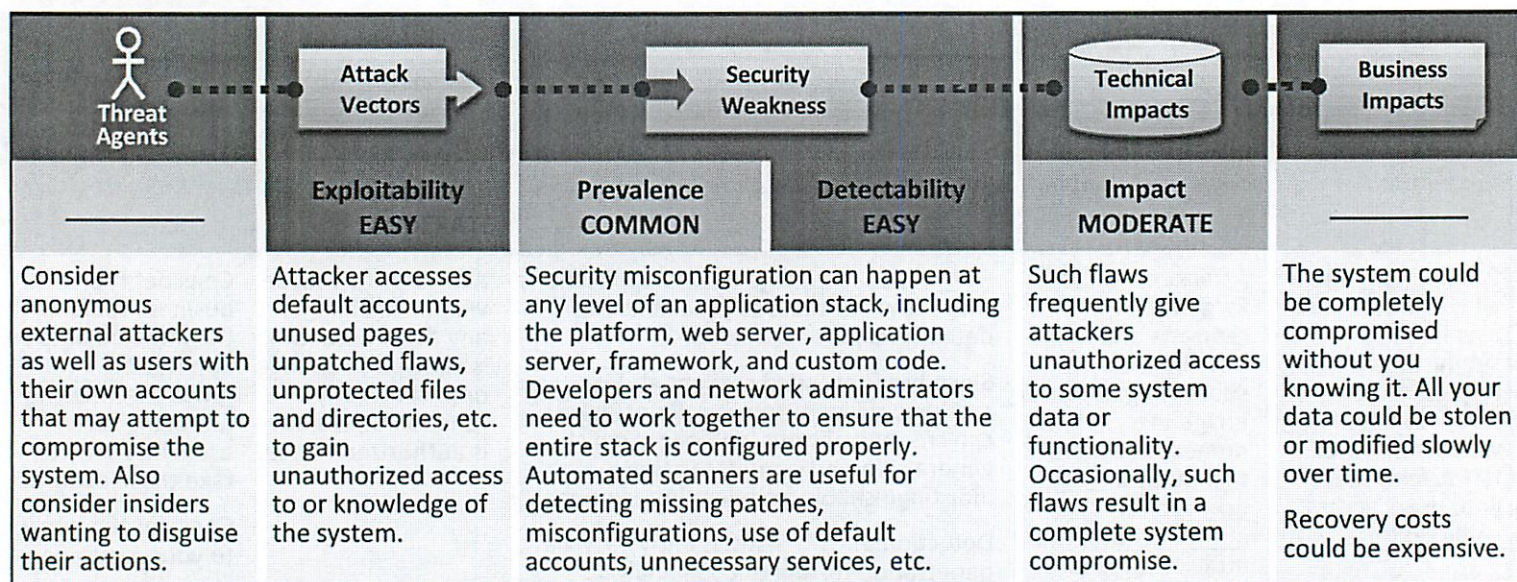 Threat
Agents
Attack
Vectors
Security
Weakness
Technical
Impacts
Business
Impacts
Exploitability
EASY
Prevalence
COMMON
Detectability
EASY
Impact
MODERATE
Consider
anonymous
external attackers
as well as users with
their own accounts
that may attempt to
compromise the
system. Also
consider insiders
wanting to disguise
their actions.
Attacker accesses
default accounts,
unused pages,
unpatched flaws,
unprotected files
and directories, etc.
to gain
unauthorized access
to or knowledge of
the system.
Security misconfiguration can happen at
any level of an application stack, including
the platform, web server, application
server, framework, and custom code.
Developers and network administrators
need to work together to ensure that the
entire stack is configured properly.
Automated scanners are useful for
detecting missing patches,
misconfigurations, use of default
accounts, unnecessary services, etc.
Such flaws
frequently give
attackers
unauthorized access
to some system
data or
functionality.
Occasionally, such
flaws result in a
complete system
compromise.
The system could
be completely
compromised
without you
knowing it. All your
data could be stolen
or modified slowly
over time.
Recovery costs
could be expensive.